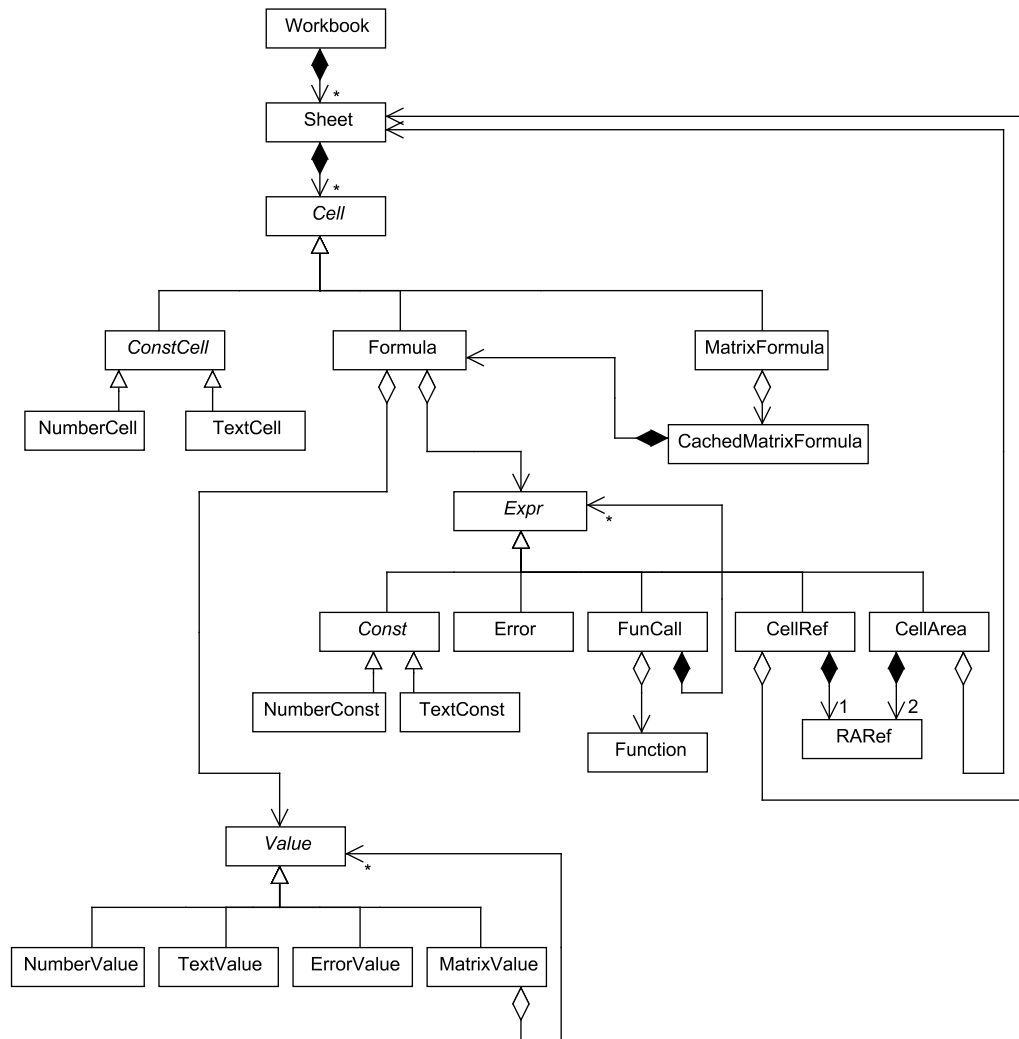 Workbook
*
Sheet
*
Cell
ConstCell
Formula
MatrixFormula
NumberCell
TextCell
CachedMatrixFormula
Expr
*
Const
Error
FunCall
CellRef
CellArea
NumberConst
TextConst
1
2
Function
RARef
Value
*
NumberValue
TextValue
ErrorValue
MatrixValue